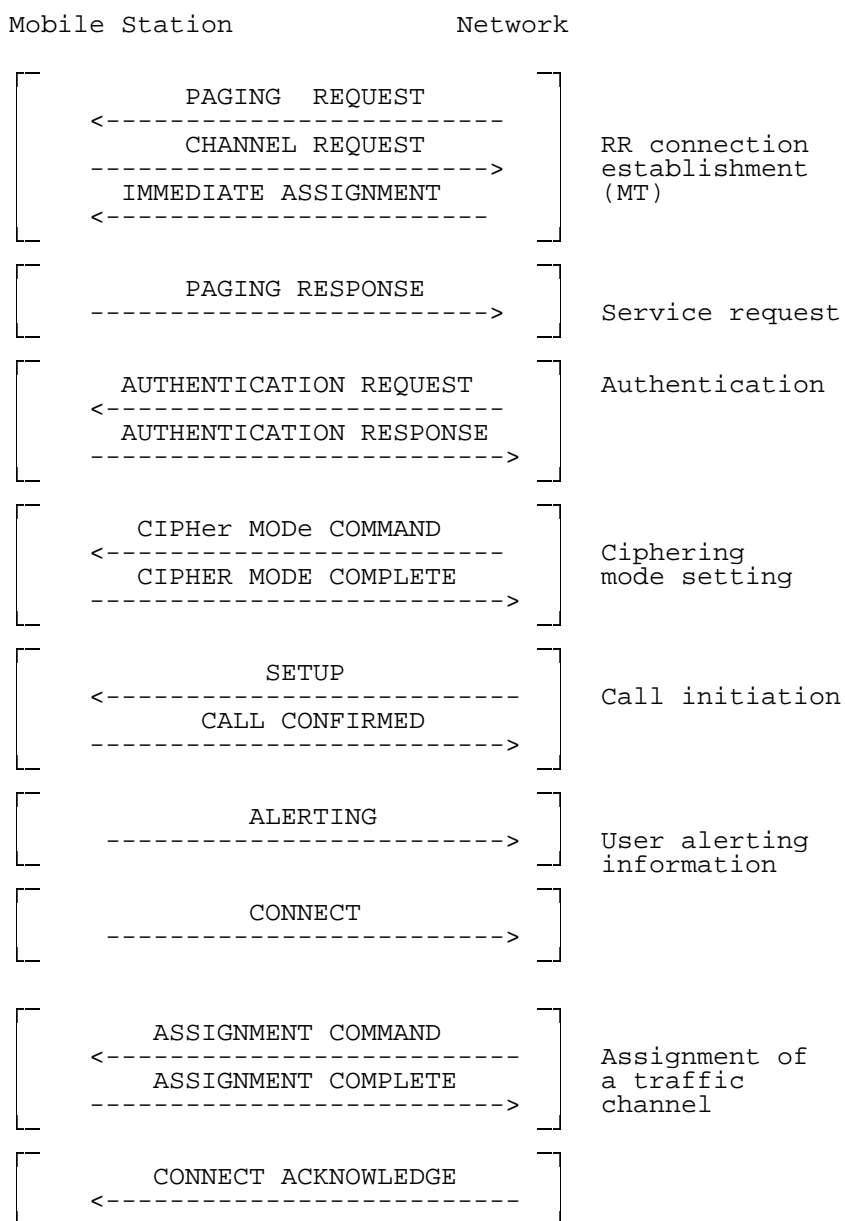 Mobile Station Network
PAGING REQUEST
<-------------------------
CHANNEL REQUEST
-------------------------> RR connection
establishment
IMMEDIATE ASSIGNMENT (MT)
<------------------------
PAGING RESPONSE
-------------------------> Service request
AUTHENTICATION REQUEST Authentication
<-------------------------
AUTHENTICATION RESPONSE
-------------------------->
CIPHer MODe COMMAND
<------------------------- Ciphering
CIPHER MODE COMPLETE mode setting
-------------------------->
SETUP
<-------------------------- Call initiation
CALL CONFIRMED
-------------------------->
ALERTING
-------------------------> User alerting
information
CONNECT
------------------------->
ASSIGNMENT COMMAND
<-------------------------- Assignment of
ASSIGNMENT COMPLETE a traffic
--------------------------> channel
CONNECT ACKNOWLEDGE
<--------------------------